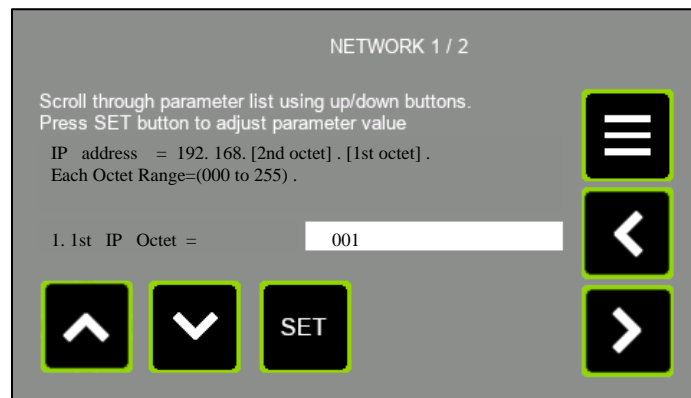 NETWORK 1 / 2
Scroll through parameter list using up/down buttons.
Press SET button to adjust parameter value
IP address = 192. 168. [2nd octet] . [1st octet] .
Each Octet Range=(000 to 255) .
1. 1st IP Octet = 001
SET